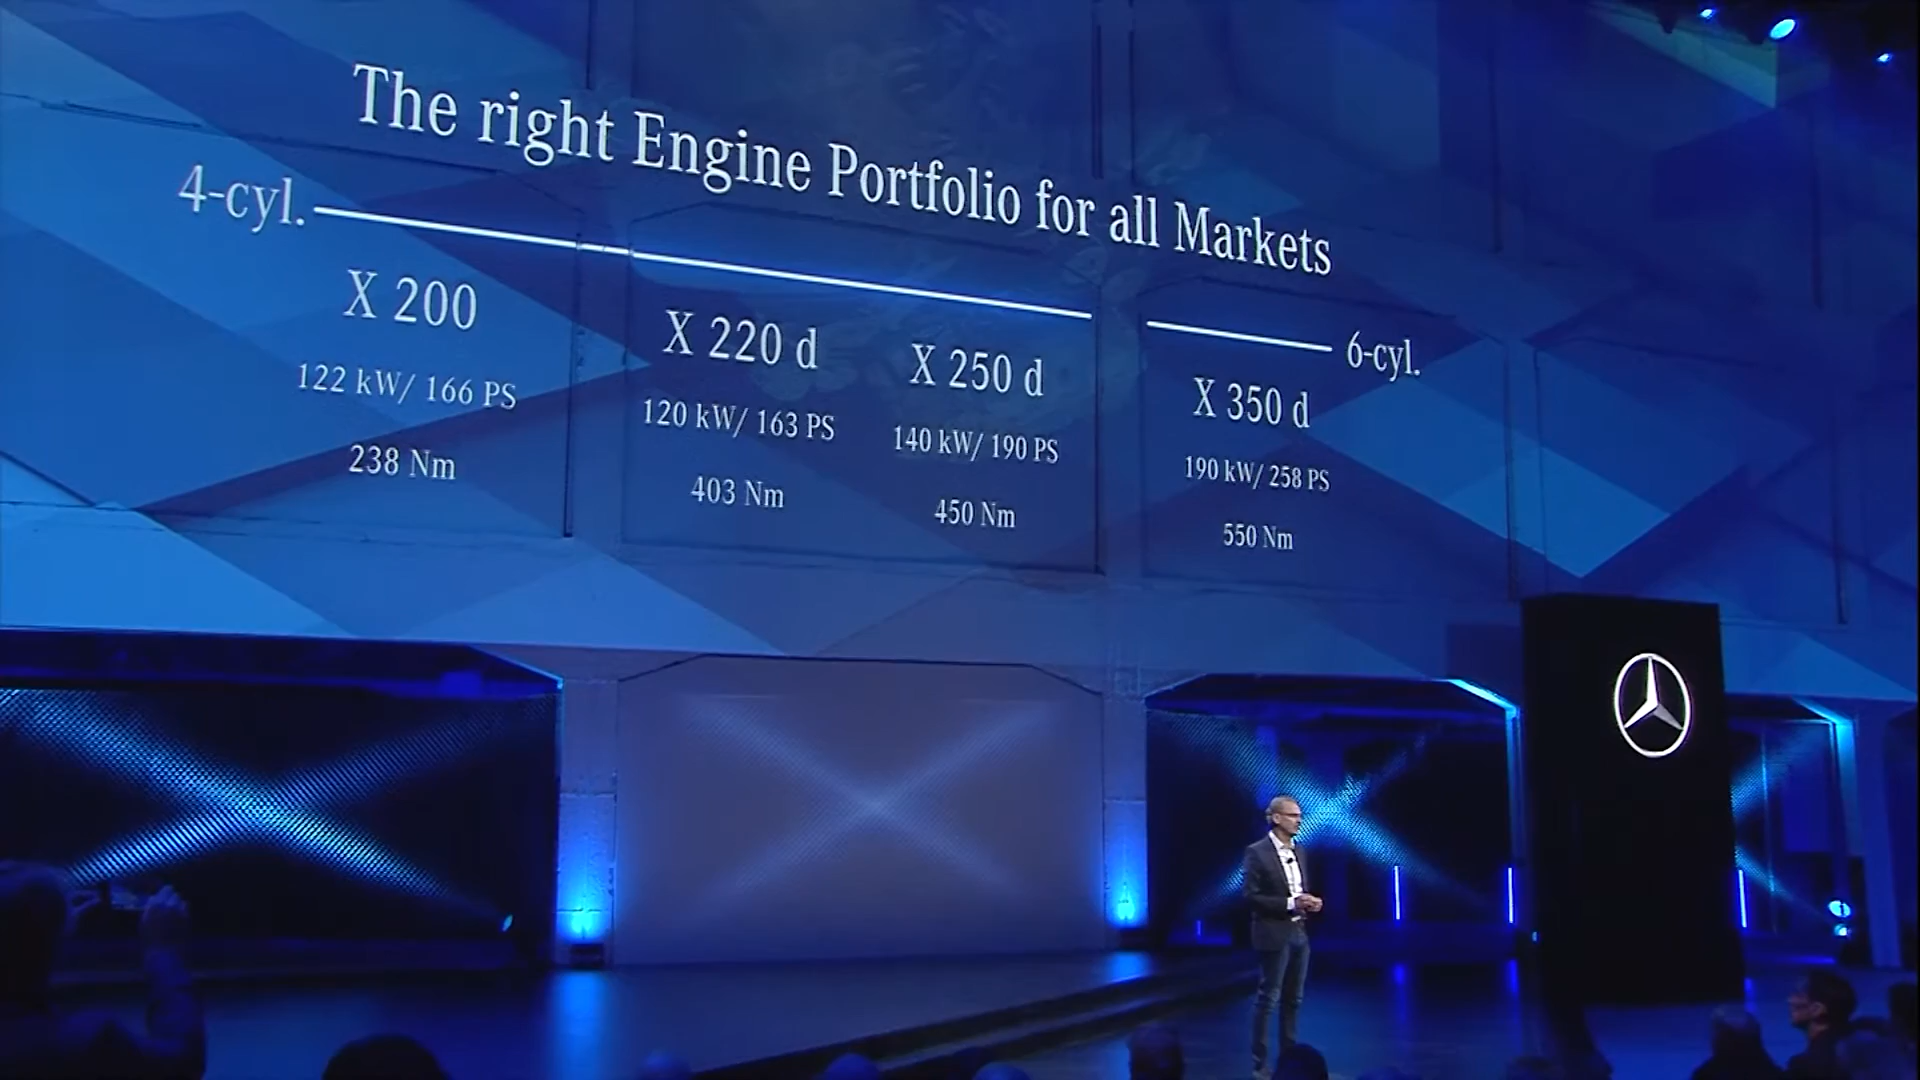 The right Engine Portfolio for all Markets
4-cyl.
6-cyl.
X 200
122 kW/ 166 PS
238 Nm
X 220 d
120 kW/ 163 PS
403 Nm
X 250 d
140 kW/ 190 PS
450 Nm
X 350 d
190 kW/ 258 PS
550 Nm